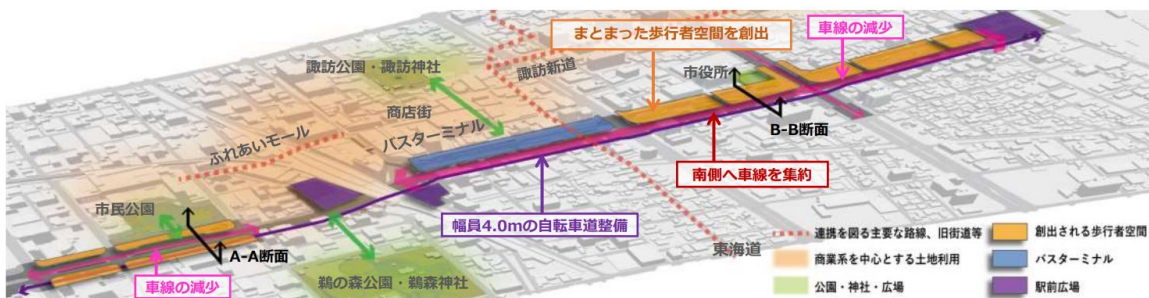 まとまった歩行者空間を創出
車線の減少
諏訪公園・諏訪神社
諏訪新道
市役所
商店街
バスターミナル
ふれあいモール
B-B断面
南側へ車線を集約
市民公園
幅員4.0mの自転車道整備
A-A断面
東海道
車線の減少
鵜の森公園・鵜森神社
連携を図る主要な路線、旧街道等
創出される歩行者空間
商業系を中心とする土地利用
バスターミナル
公園・神社・広場
駅前広場